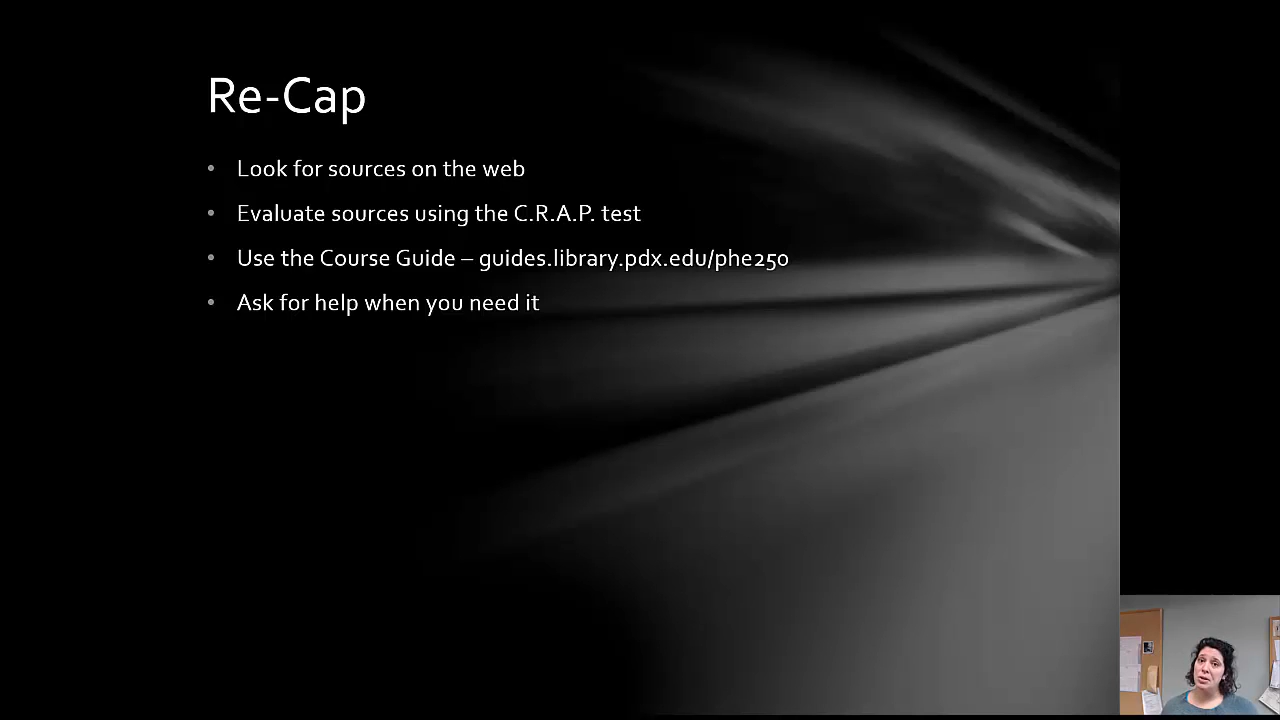 Re-Cap
• Look for sources on the web
• Evaluate sources using the C.R.A.P. test
• Use the Course Guide – guides.library.pdx.edu/phe250
• Ask for help when you need it